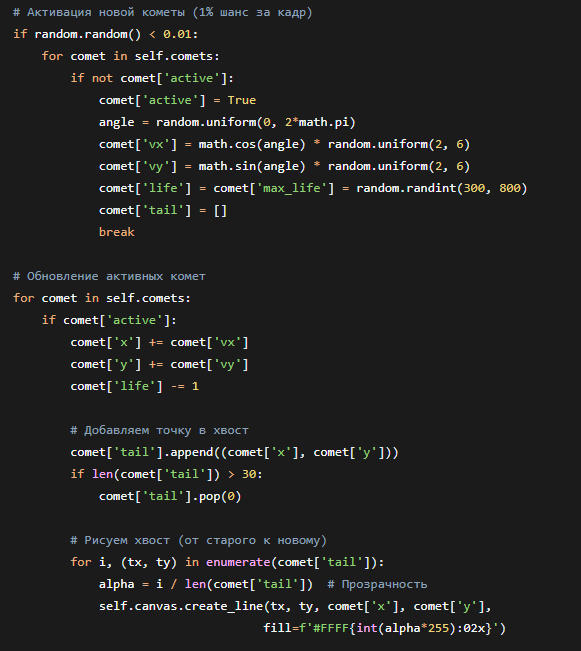 # Активация новой кометы (1% шанс за кадр)
if random.random() < 0.01:
    for comet in self.comets:
        if not comet['active']:
            comet['active'] = True
            angle = random.uniform(0, 2*math.pi)
            comet['vx'] = math.cos(angle) * random.uniform(2, 6)
            comet['vy'] = math.sin(angle) * random.uniform(2, 6)
            comet['life'] = comet['max_life'] = random.randint(300, 800)
            comet['tail'] = []
            break

# Обновление активных комет
for comet in self.comets:
    if comet['active']:
        comet['x'] += comet['vx']
        comet['y'] += comet['vy']
        comet['life'] -= 1

        # Добавляем точку в хвост
        comet['tail'].append((comet['x'], comet['y']))
        if len(comet['tail']) > 30:
            comet['tail'].pop(0)

        # Рисуем хвост (от старого к новому)
        for i, (tx, ty) in enumerate(comet['tail']):
            alpha = i / len(comet['tail'])  # Прозрачность
            self.canvas.create_line(tx, ty, comet['x'], comet['y'],
                                   fill=f'#FFFF{int(alpha*255):02x}')